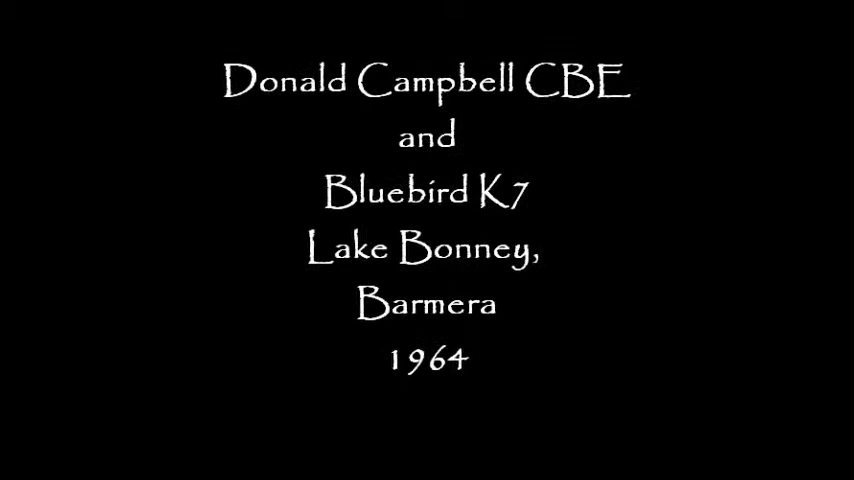 Donald Campbell CBE
and
Bluebird K7
Lake Bonney,
Barmera
1964